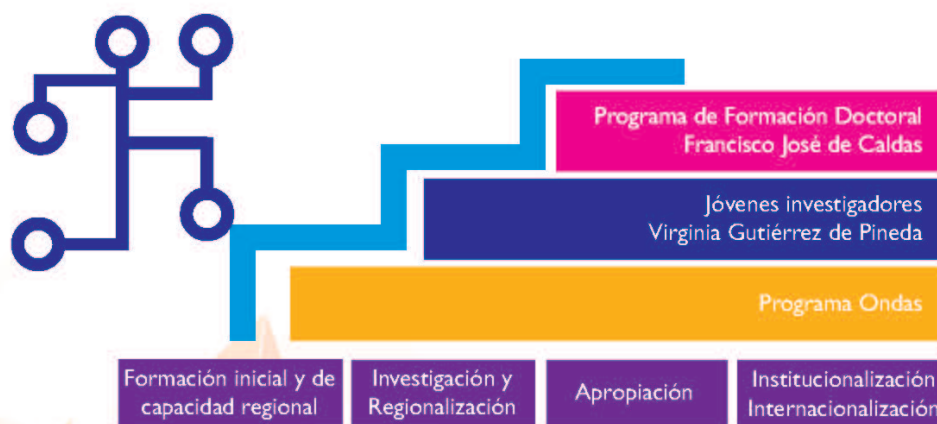 Programa de Formación Doctoral
Francisco José de Caldas
Jóvenes investigadores
Virginia Gutiérrez de Pineda
Programa Ondas
Formación inicial y de
capacidad regional
Investigación y
Regionalización
Apropiación
Institucionalización
Internacionalización